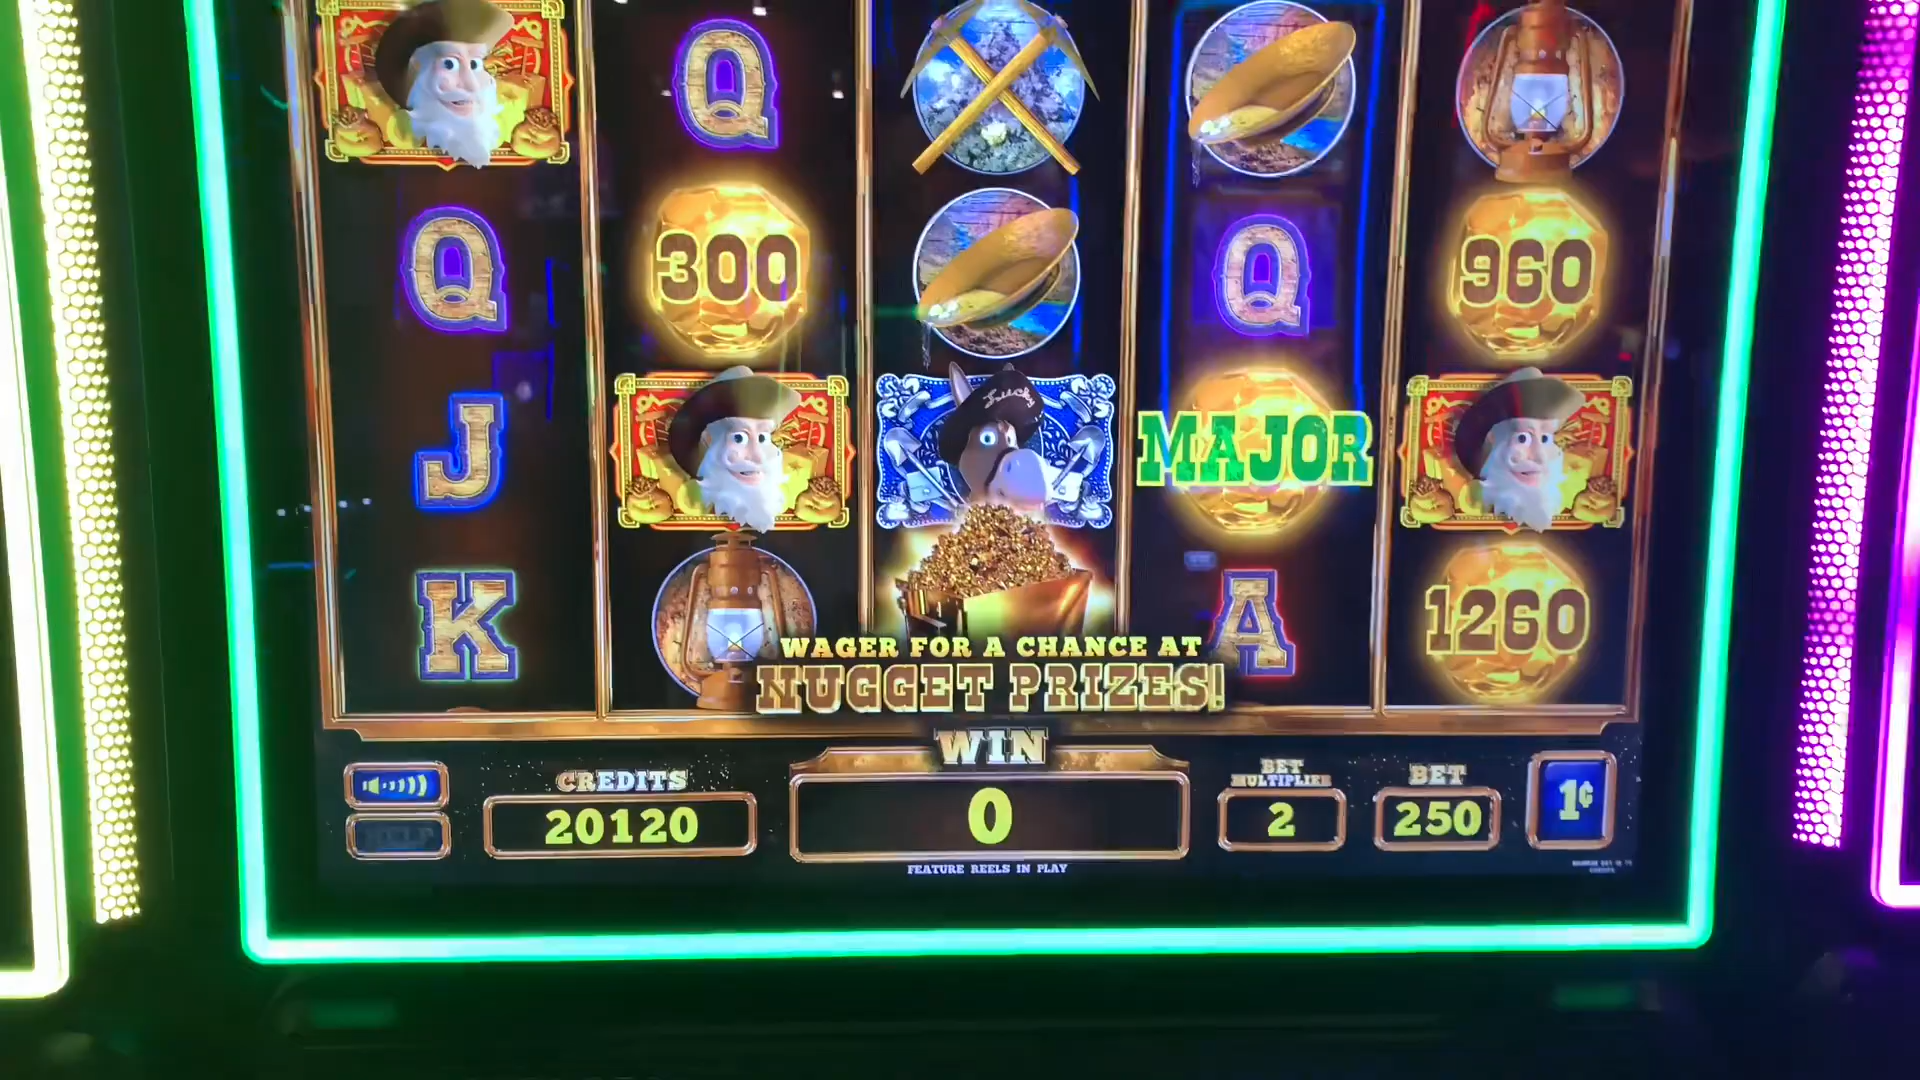 Q
Q
300
Q
960
J
Lucky
MAJOR
K
A
1260
WAGER FOR A CHANCE AT
NUGGET PRIZES!
WIN
CREDITS
20120
0
BET
MULTIPLIER
2
BET
250
1¢
FEATURE REELS IN PLAY